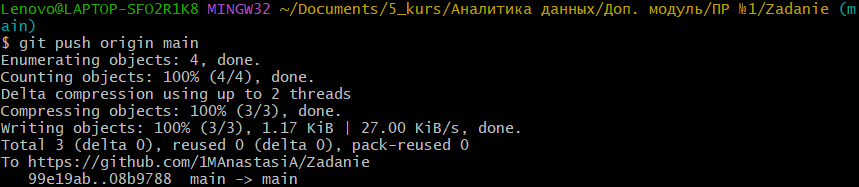 Lenovo@LAPTOP-SFO2R1K8 MINGW32 ~/Documents/5_kurs/Аналитика данных/Доп. модуль/ПР №1/Zadanie (m
ain)
$ git push origin main
Enumerating objects: 4, done.
Counting objects: 100% (4/4), done.
Delta compression using up to 2 threads
Compressing objects: 100% (3/3), done.
Writing objects: 100% (3/3), 1.17 KiB | 27.00 KiB/s, done.
Total 3 (delta 0), reused 0 (delta 0), pack-reused 0
To https://github.com/1MAnastasiA/Zadanie
   99e19ab..08b9788  main -> main